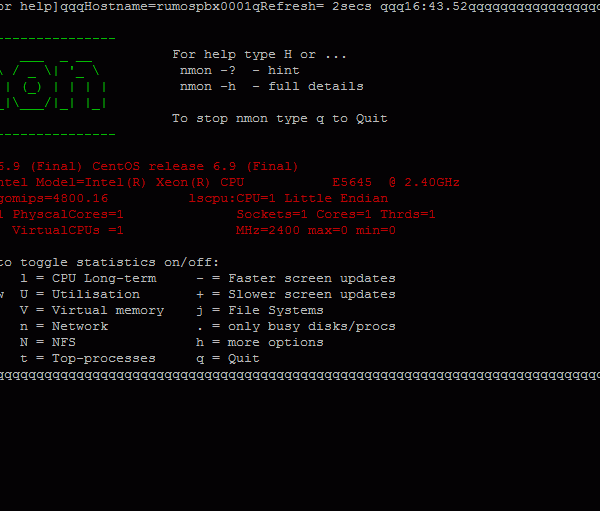 or help]qqqHostname=rumospbx0001qRefresh= 2secs qqq16:43.52qqqqqqqqqqqqqqqqq
---------------
  ___  _ __
\ / _ \| '_ \
| | (_) | | | |
_|\___/|_| |_|
---------------
For help type H or ...
nmon -?  - hint
nmon -h  - full details
To stop nmon type q to Quit
6.9 (Final) CentOS release 6.9 (Final)
ntel Model=Intel(R) Xeon(R) CPU           E5645  @ 2.40GHz
gomips=4800.16          lscpu:CPU=1 Little Endian
l PhyscalCores=1              Sockets=1 Cores=1 Thrds=1
VirtualCPUs =1              MHz=2400 max=0 min=0
to toggle statistics on/off:
l = CPU Long-term     - = Faster screen updates
w  U = Utilisation       + = Slower screen updates
V = Virtual memory    j = File Systems
n = Network           . = only busy disks/procs
N = NFS               h = more options
t = Top-processes     q = Quit
qqqqqqqqqqqqqqqqqqqqqqqqqqqqqqqqqqqqqqqqqqqqqqqqqqqqqqqqqqqqqqqqqqqqqqqqqqq